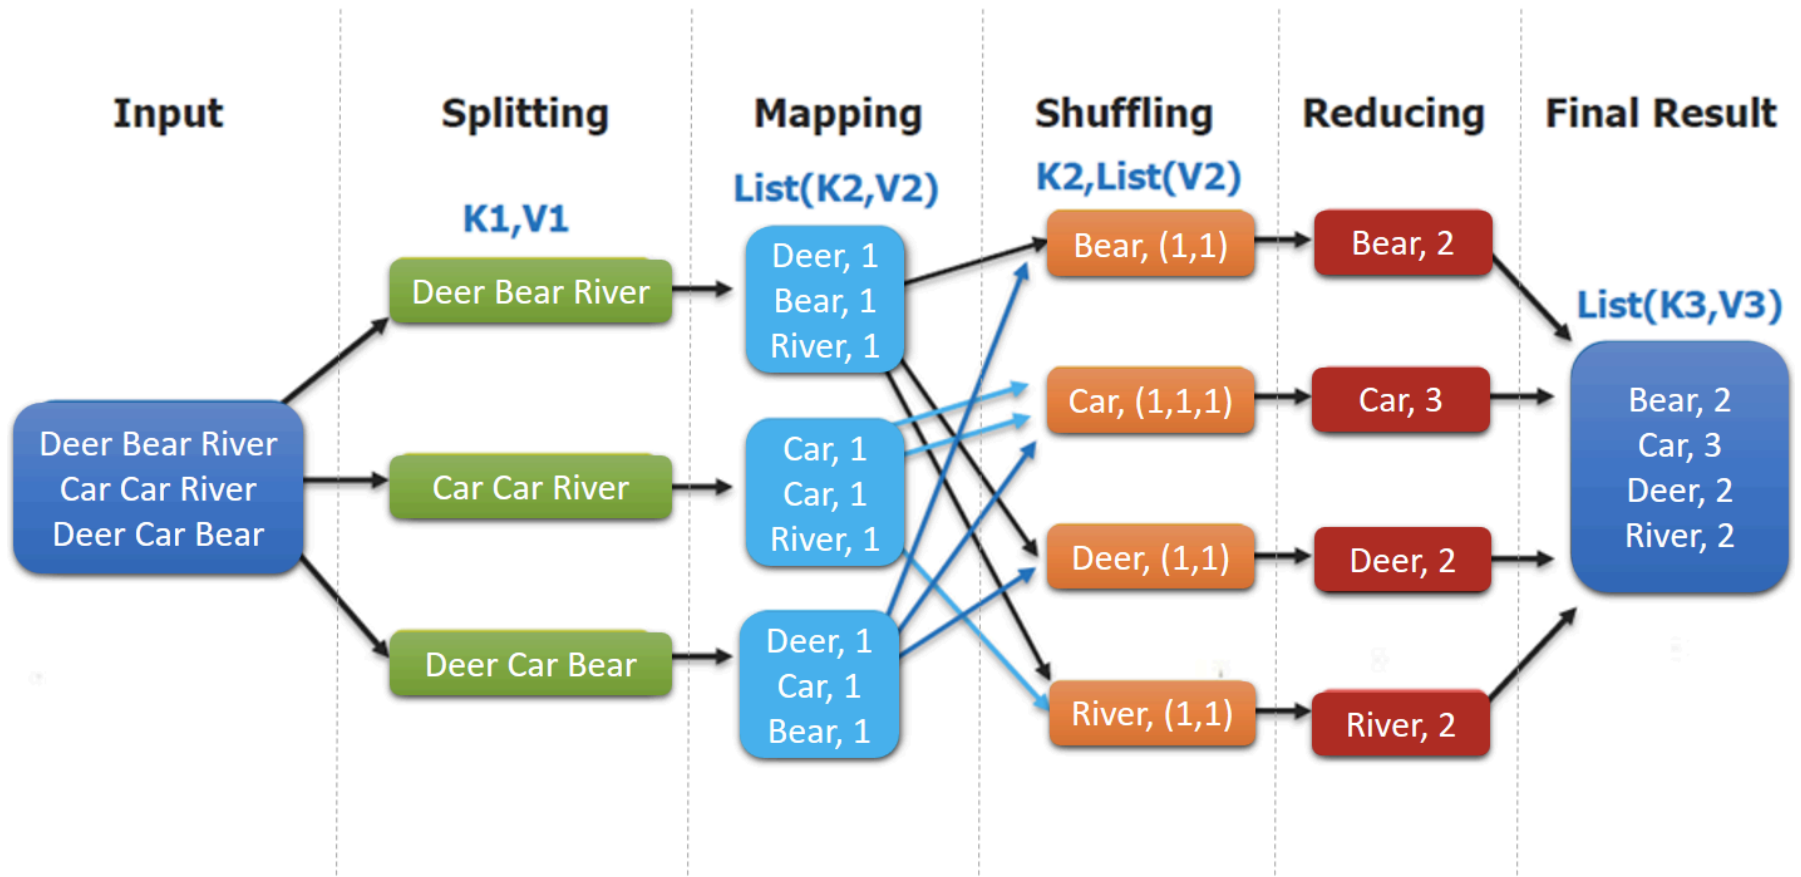 Input
Splitting
Mapping
Shuffling
Reducing
Final Result
K1,V1
List(K2,V2)
K2,List(V2)
List(K3,V3)
Deer Bear River
Car Car River
Deer Car Bear
Deer Bear River
Car Car River
Deer Car Bear
Deer, 1
Bear, 1
River, 1
Car, 1
Car, 1
River, 1
Deer, 1
Car, 1
Bear, 1
Bear, (1,1)
Car, (1,1,1)
Deer, (1,1)
River, (1,1)
Bear, 2
Car, 3
Deer, 2
River, 2
Bear, 2
Car, 3
Deer, 2
River, 2